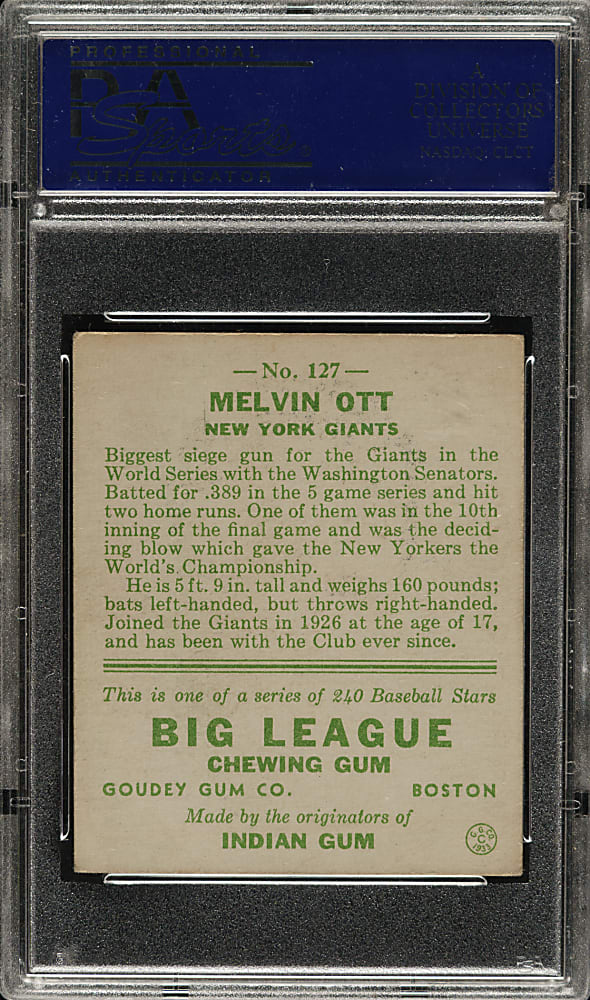 PROFESSIONAL
PSA
Sports
AUTHENTICATOR
A
DIVISION OF
COLLECTORS
UNIVERSE
NASDAQ: CLCT
— No. 127 —
MELVIN OTT
NEW YORK GIANTS
Biggest siege gun for the Giants in the
World Series with the Washington Senators.
Batted for .389 in the 5 game series and hit
two home runs. One of them was in the 10th
inning of the final game and was the decid-
ing blow which gave the New Yorkers the
World's Championship.
He is 5 ft. 9 in. tall and weighs 160 pounds;
bats left-handed, but throws right-handed.
Joined the Giants in 1926 at the age of 17,
and has been with the Club ever since.
This is one of a series of 240 Baseball Stars
BIG LEAGUE
CHEWING GUM
GOUDEY GUM CO. BOSTON
Made by the originators of
INDIAN GUM
G. G. CO.
C
1933
PSA